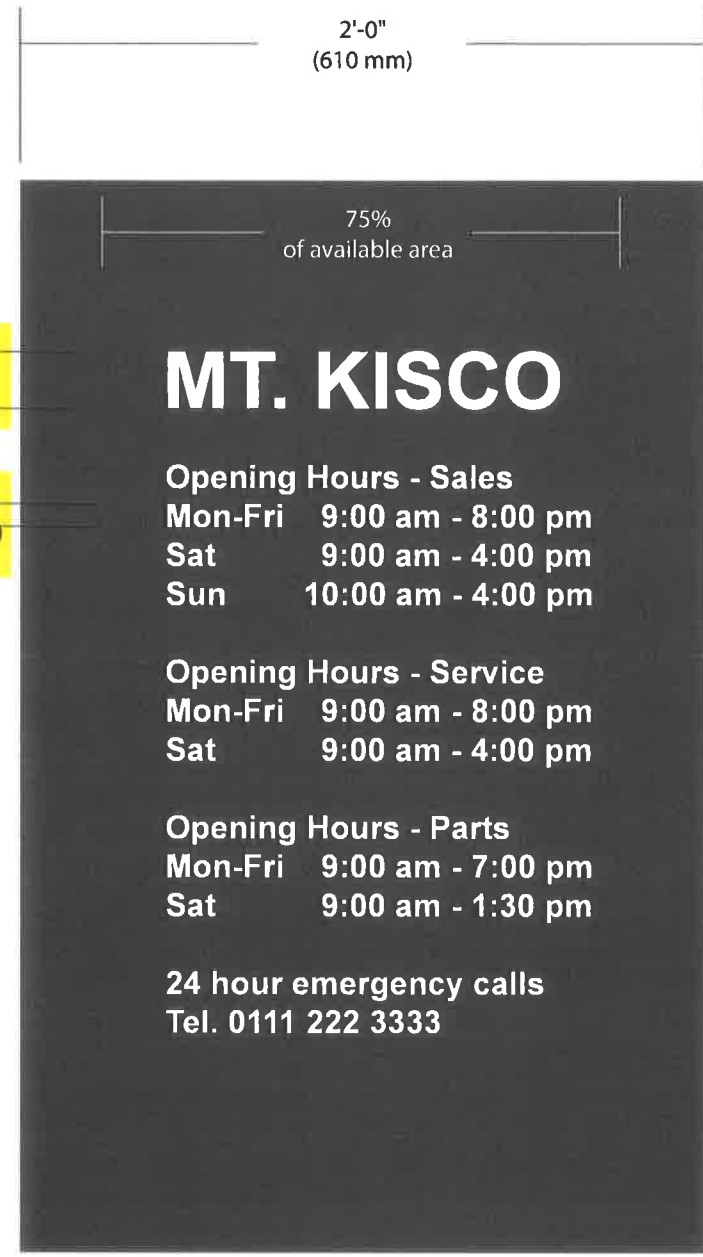 2'-0"
(610 mm)
75%
of available area
MT. KISCO
Opening Hours - Sales
Mon-Fri 9:00 am - 8:00 pm
Sat 9:00 am - 4:00 pm
Sun 10:00 am - 4:00 pm
Opening Hours - Service
Mon-Fri 9:00 am - 8:00 pm
Sat 9:00 am - 4:00 pm
Opening Hours - Parts
Mon-Fri 9:00 am - 7:00 pm
Sat 9:00 am - 1:30 pm
24 hour emergency calls
Tel. 0111 222 3333